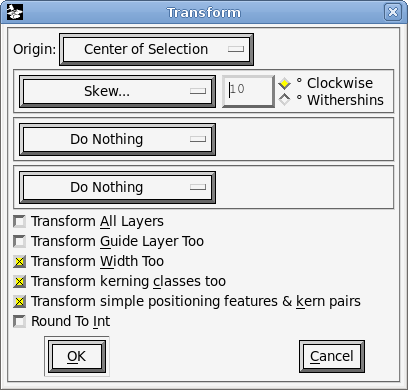 Transform
Origin: Center of Selection
Skew... 10 ° Clockwise
° Withershins
Do Nothing
Do Nothing
Transform All Layers
Transform Guide Layer Too
Transform Width Too
Transform kerning classes too
Transform simple positioning features & kern pairs
Round To Int
OK Cancel